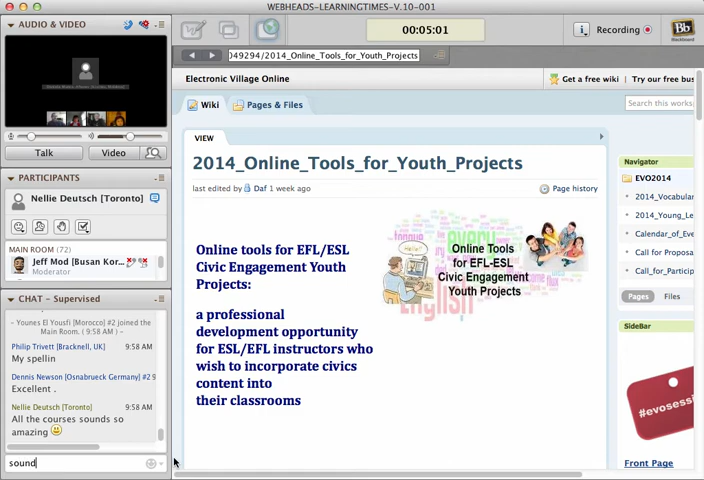 WEBHEADS-LEARNINGTIMES-V.10-001
AUDIO & VIDEO
00:05:01
Recording
Bb
Blackboard
049294/2014_Online_Tools_for_Youth_Projects
Electronic Village Online
Get a free wiki | Try our free bus
Wiki
Pages & Files
Search this works
Talk
Video
VIEW
2014_Online_Tools_for_Youth_Projects
last edited by Daf 1 week ago
Page history
PARTICIPANTS
Nellie Deutsch [Toronto]
MAIN ROOM (72)
Jeff Mod [Busan Kor...
Moderator
Online tools for EFL/ESL
Civic Engagement Youth
Projects:
a professional
development opportunity
for ESL/EFL instructors who
wish to incorporate civics
content into
their classrooms
every
English
Online Tools
for EFL-ESL
Civic Engagement
Youth Projects
Navigator
EVO2014
2014_Vocabular
2014_Young_Le
Calendar_of_Eve
Call for Proposa
Call_for_Particip
Pages
Files
SideBar
#evosessi
Front Page
CHAT – Supervised
- Younes El Yousfi [Morocco] #2 joined the
Main Room. ( 9:58 AM ) -
Philip Trivett [Bracknell, UK]
9:58 AM
My spellin
Dennis Newson [Osnabrueck Germany] #2 9
Excellent .
Nellie Deutsch [Toronto]
9:58 AM
All the courses sounds so
amazing
sound